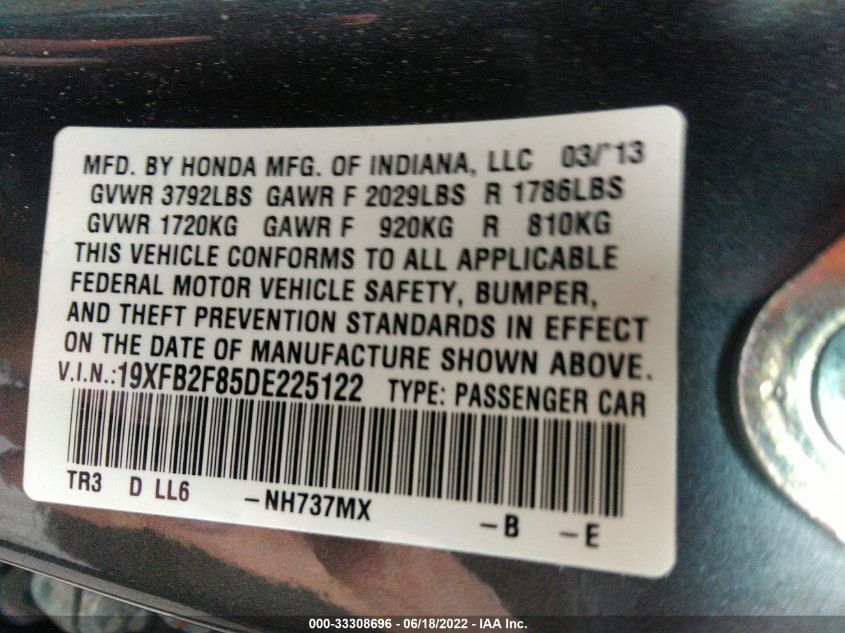 MFD. BY HONDA MFG. OF INDIANA, LLC 03/13
GVWR 3792LBS GAWR F 2029LBS R 1786LBS
GVWR 1720KG GAWR F 920KG R 810KG
THIS VEHICLE CONFORMS TO ALL APPLICABLE
FEDERAL MOTOR VEHICLE SAFETY, BUMPER,
AND THEFT PREVENTION STANDARDS IN EFFECT
ON THE DATE OF MANUFACTURE SHOWN ABOVE.
V.I.N.:19XFB2F85DE225122 TYPE: PASSENGER CAR
TR3 D LL6 -NH737MX -B -E
000-33308696 - 06/18/2022 - IAA Inc.